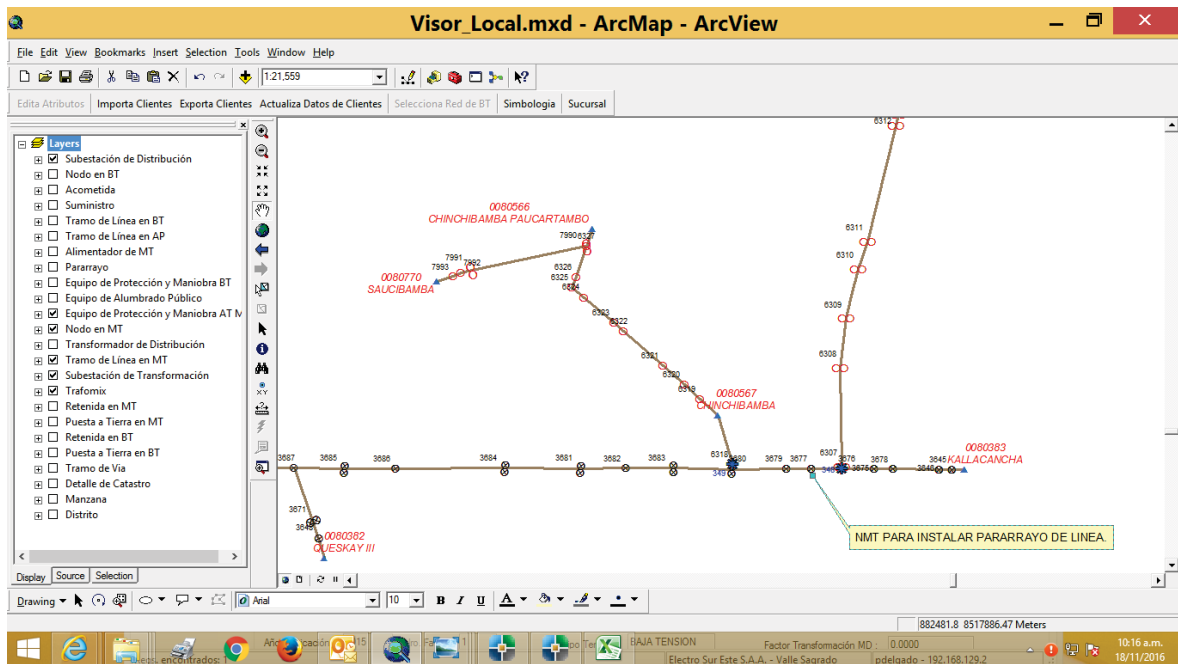 Visor_Local.mxd - ArcMap - ArcView
File Edit View Bookmarks Insert Selection Tools Window Help
1:21,559
Edita Atributos Importa Clientes Exporta Clientes Actualiza Datos de Clientes Selecciona Red de BT Simbologia Sucursal
Layers
Subestación de Distribución
Nodo en BT
Acometida
Suministro
Tramo de Línea en BT
Tramo de Línea en AP
Alimentador de MT
Pararrayo
Equipo de Protección y Maniobra BT
Equipo de Alumbrado Público
Equipo de Protección y Maniobra AT M
Nodo en MT
Transformador de Distribución
Tramo de Línea en MT
Subestación de Transformación
Trafomix
Retenida en MT
Puesta a Tierra en MT
Retenida en BT
Puesta a Tierra en BT
Tramo de Via
Detalle de Catastro
Manzana
Distrito
Display Source Selection
6312
0080566
CHINCHIBAMBA PAUCARTAMBO
7990 6327
6311
7991 7992
7993
6326
6310
0080770
SAUCIBAMBA
6325
6324
6309
6323
6322
6308
6321
6320
6319
0080567
CHINCHIBAMBA
0080383
KALLACANCHA
3687 3685 3686 3684 3681 3682 3683 6318 3680 3679 3677 6307 3676 3678 3645
349 3675 3646
3671
0080382
QUESKAY III
NMT PARA INSTALAR PARARRAYO DE LINEA.
Drawing Arial 10 B I U A
882481.8 8517886.47 Meters
BAJA TENSION Factor Transformación MD : 0.0000
Electro Sur Este S.A.A. - Valle Sagrado pdelgado - 192.168.129.2
10:16 a.m.
18/11/2016